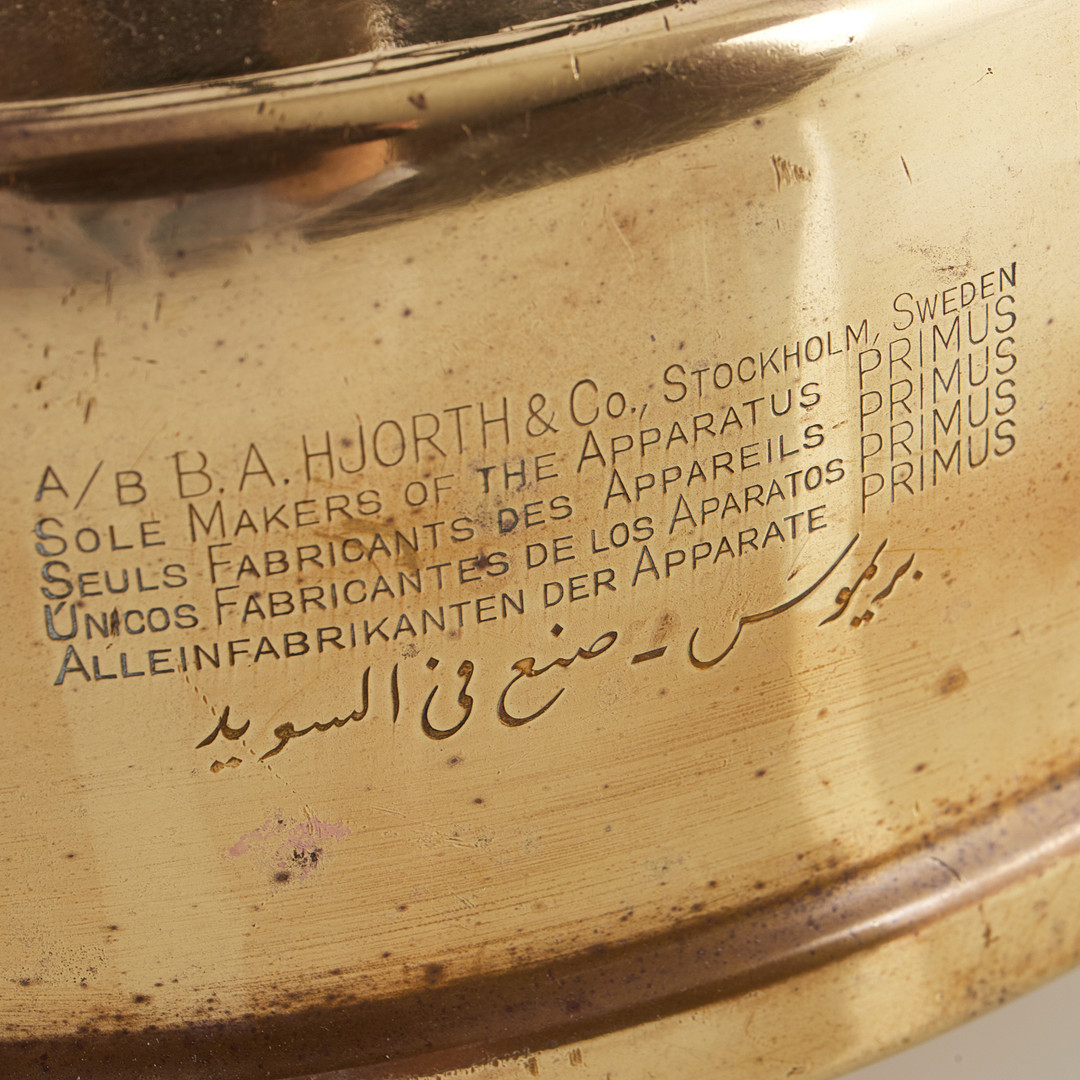 A/B B.A. HJORTH & CO., STOCKHOLM, SWEDEN
SOLE MAKERS OF THE APPARATUS PRIMUS
SEULS FABRICANTS DES APPAREILS PRIMUS
ÚNICOS FABRICANTES DE LOS APARATOS PRIMUS
ALLEINFABRIKANTEN DER APPARATE PRIMUS
بريموس - صنع في السويد